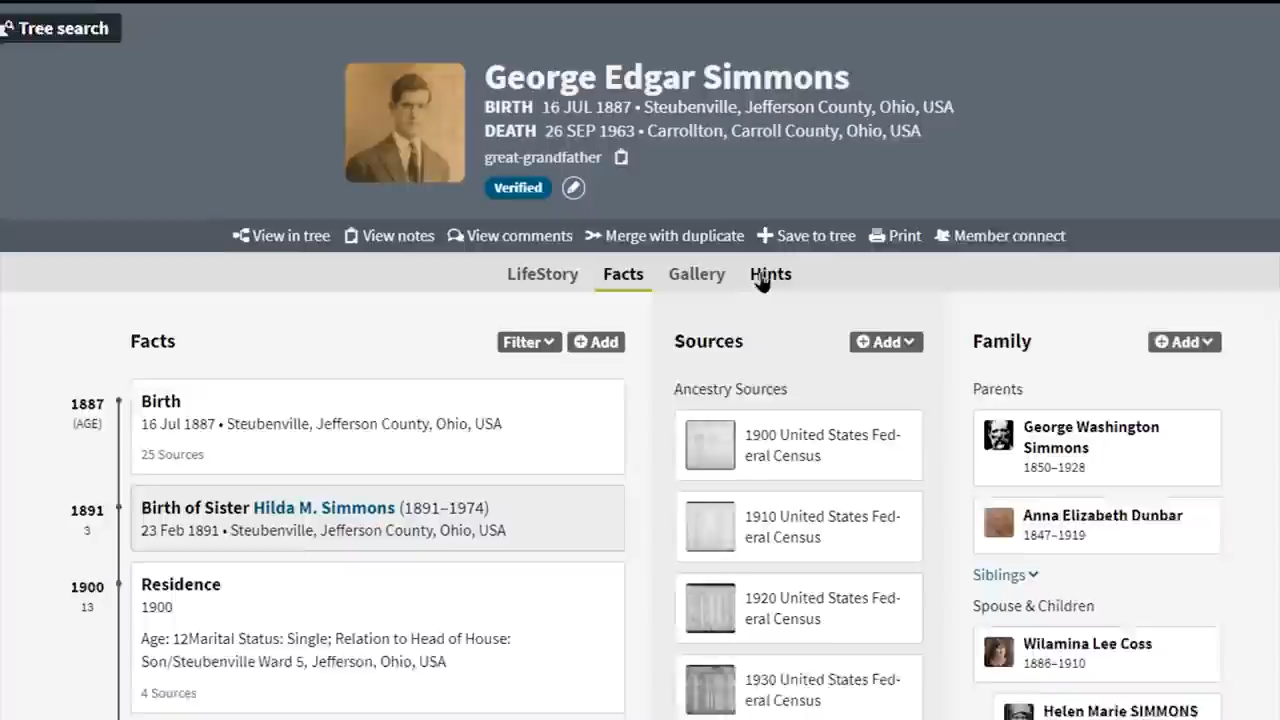 Tree search
George Edgar Simmons
BIRTH 16 JUL 1887 • Steubenville, Jefferson County, Ohio, USA
DEATH 26 SEP 1963 • Carrollton, Carroll County, Ohio, USA
great-grandfather
Verified
View in tree View notes View comments Merge with duplicate Save to tree Print Member connect
LifeStory Facts Gallery Hints
Facts
Filter
Add
1887
(AGE)
Birth
16 Jul 1887 • Steubenville, Jefferson County, Ohio, USA
25 Sources
1891
3
Birth of Sister Hilda M. Simmons (1891–1974)
23 Feb 1891 • Steubenville, Jefferson County, Ohio, USA
1900
13
Residence
1900
Age: 12Marital Status: Single; Relation to Head of House:
Son/Steubenville Ward 5, Jefferson, Ohio, USA
4 Sources
Sources
Add
Ancestry Sources
1900 United States Fed-
eral Census
1910 United States Fed-
eral Census
1920 United States Fed-
eral Census
1930 United States Fed-
eral Census
Family
Add
Parents
George Washington
Simmons
1850–1928
Anna Elizabeth Dunbar
1847–1919
Siblings
Spouse & Children
Wilamina Lee Coss
1886–1910
Helen Marie SIMMONS